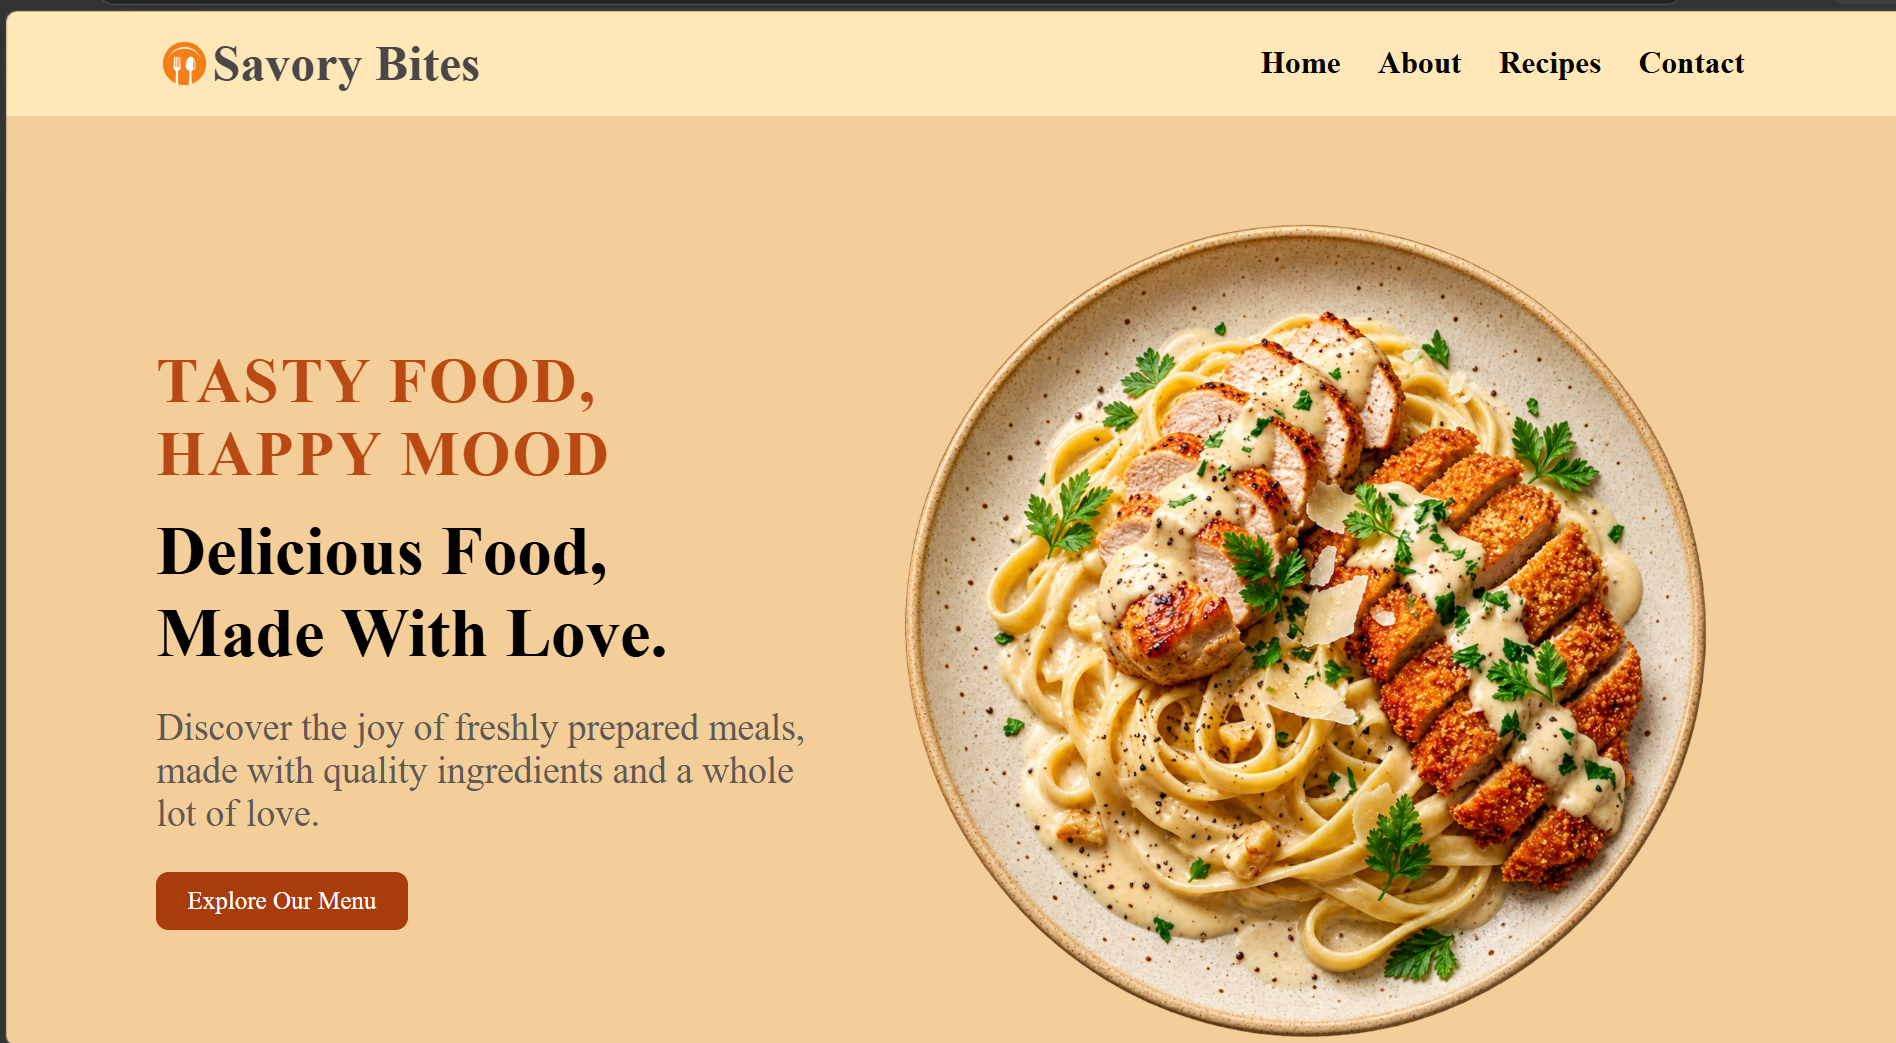 Savory Bites
Home About Recipes Contact
TASTY FOOD,
HAPPY MOOD
Delicious Food,
Made With Love.
Discover the joy of freshly prepared meals,
made with quality ingredients and a whole
lot of love.
Explore Our Menu